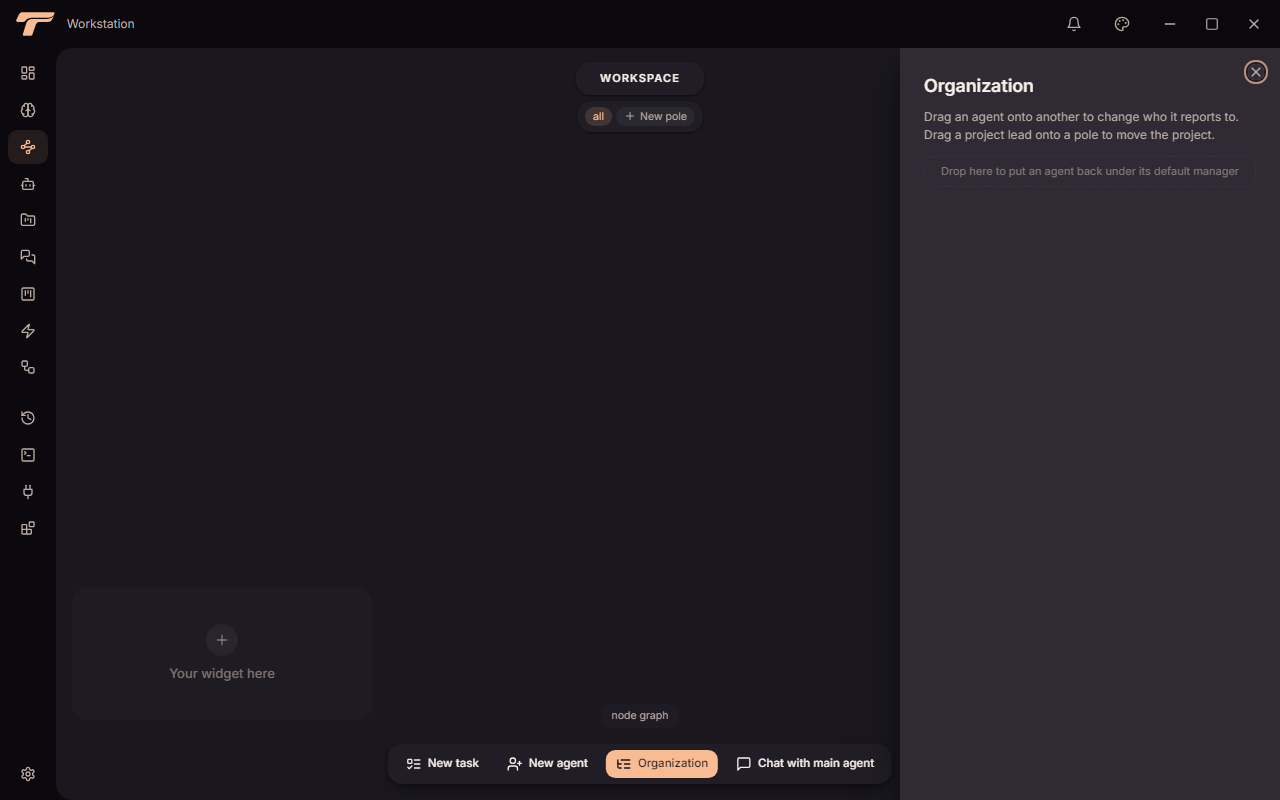 Workstation
WORKSPACE
all
New pole
Organization
Drag an agent onto another to change who it reports to.
Drag a project lead onto a pole to move the project.
Drop here to put an agent back under its default manager
Your widget here
node graph
New task
New agent
Organization
Chat with main agent